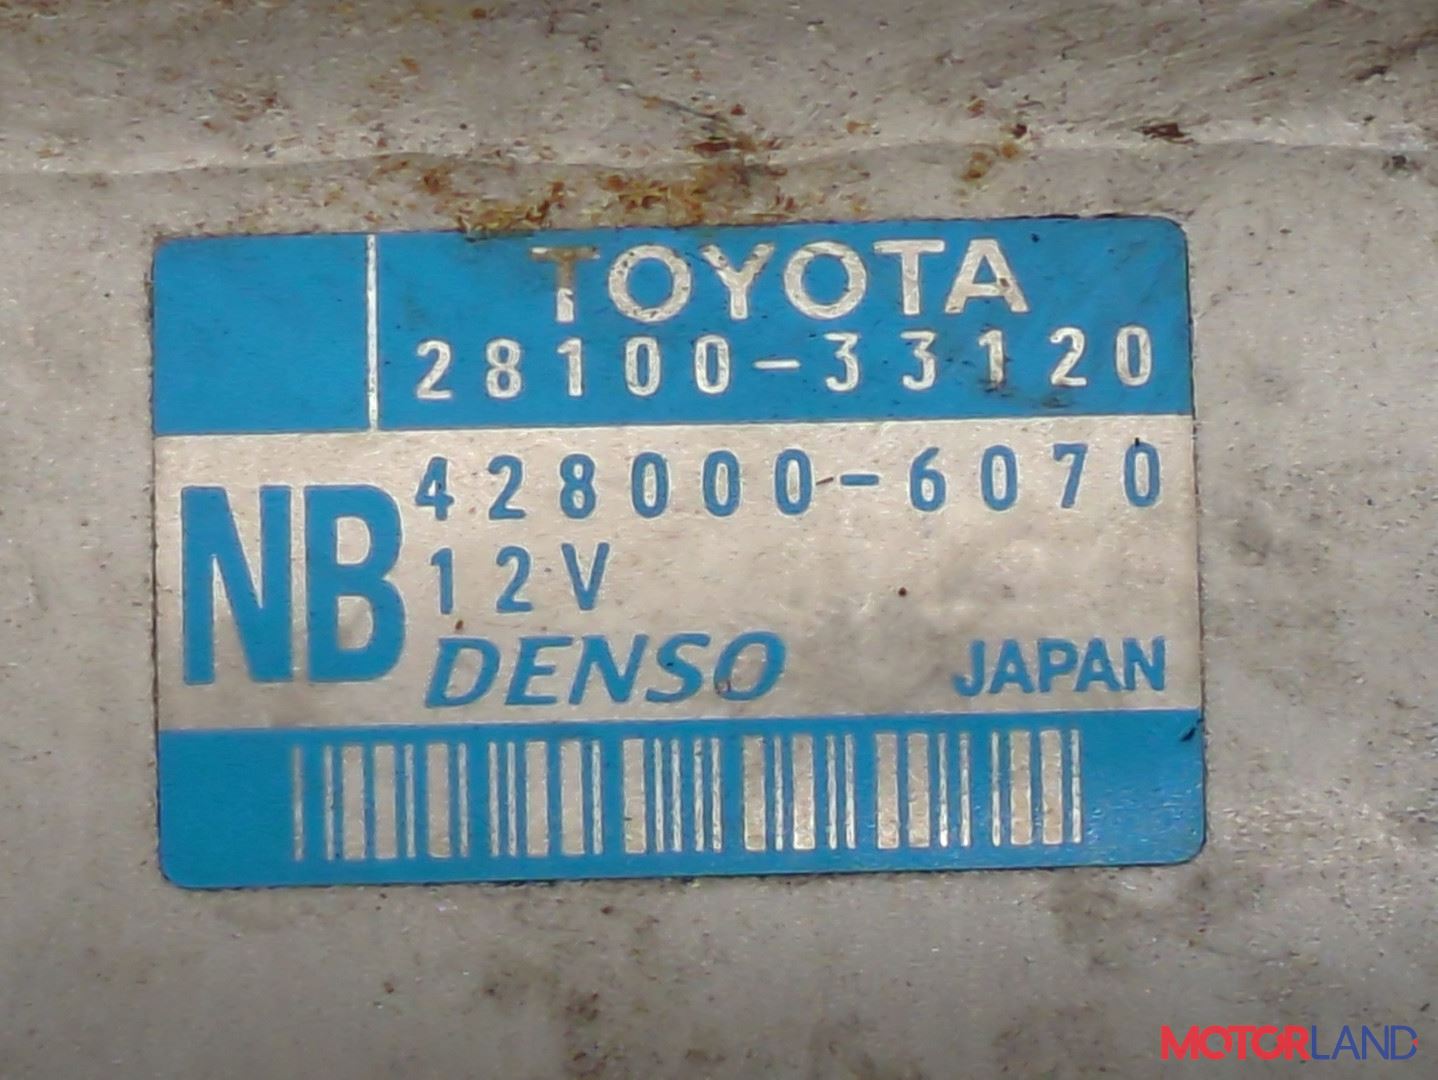 TOYOTA
28100-33120
NB
428000-6070
12V
DENSO JAPAN
MOTORLAND